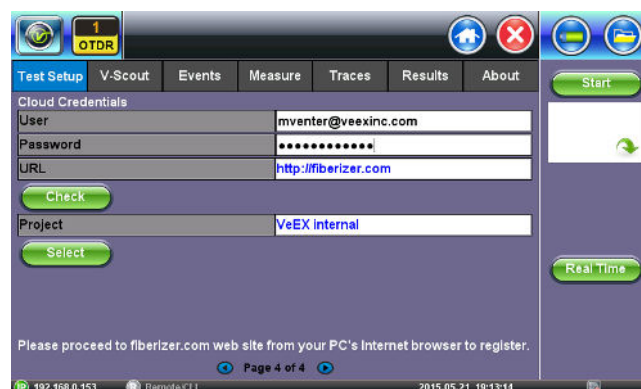 1
OTDR
Test Setup V-Scout Events Measure Traces Results About
Start
Cloud Credentials
User mventer@veexinc.com
Password ••••••••••••
URL http://fiberizer.com
Check
Project VeEX internal
Select
Real Time
Please proceed to fiberizer.com web site from your PC's Internet browser to register.
Page 4 of 4
IP 192.168.0.153 Remote/CLI 2015.05.21 19:13:14